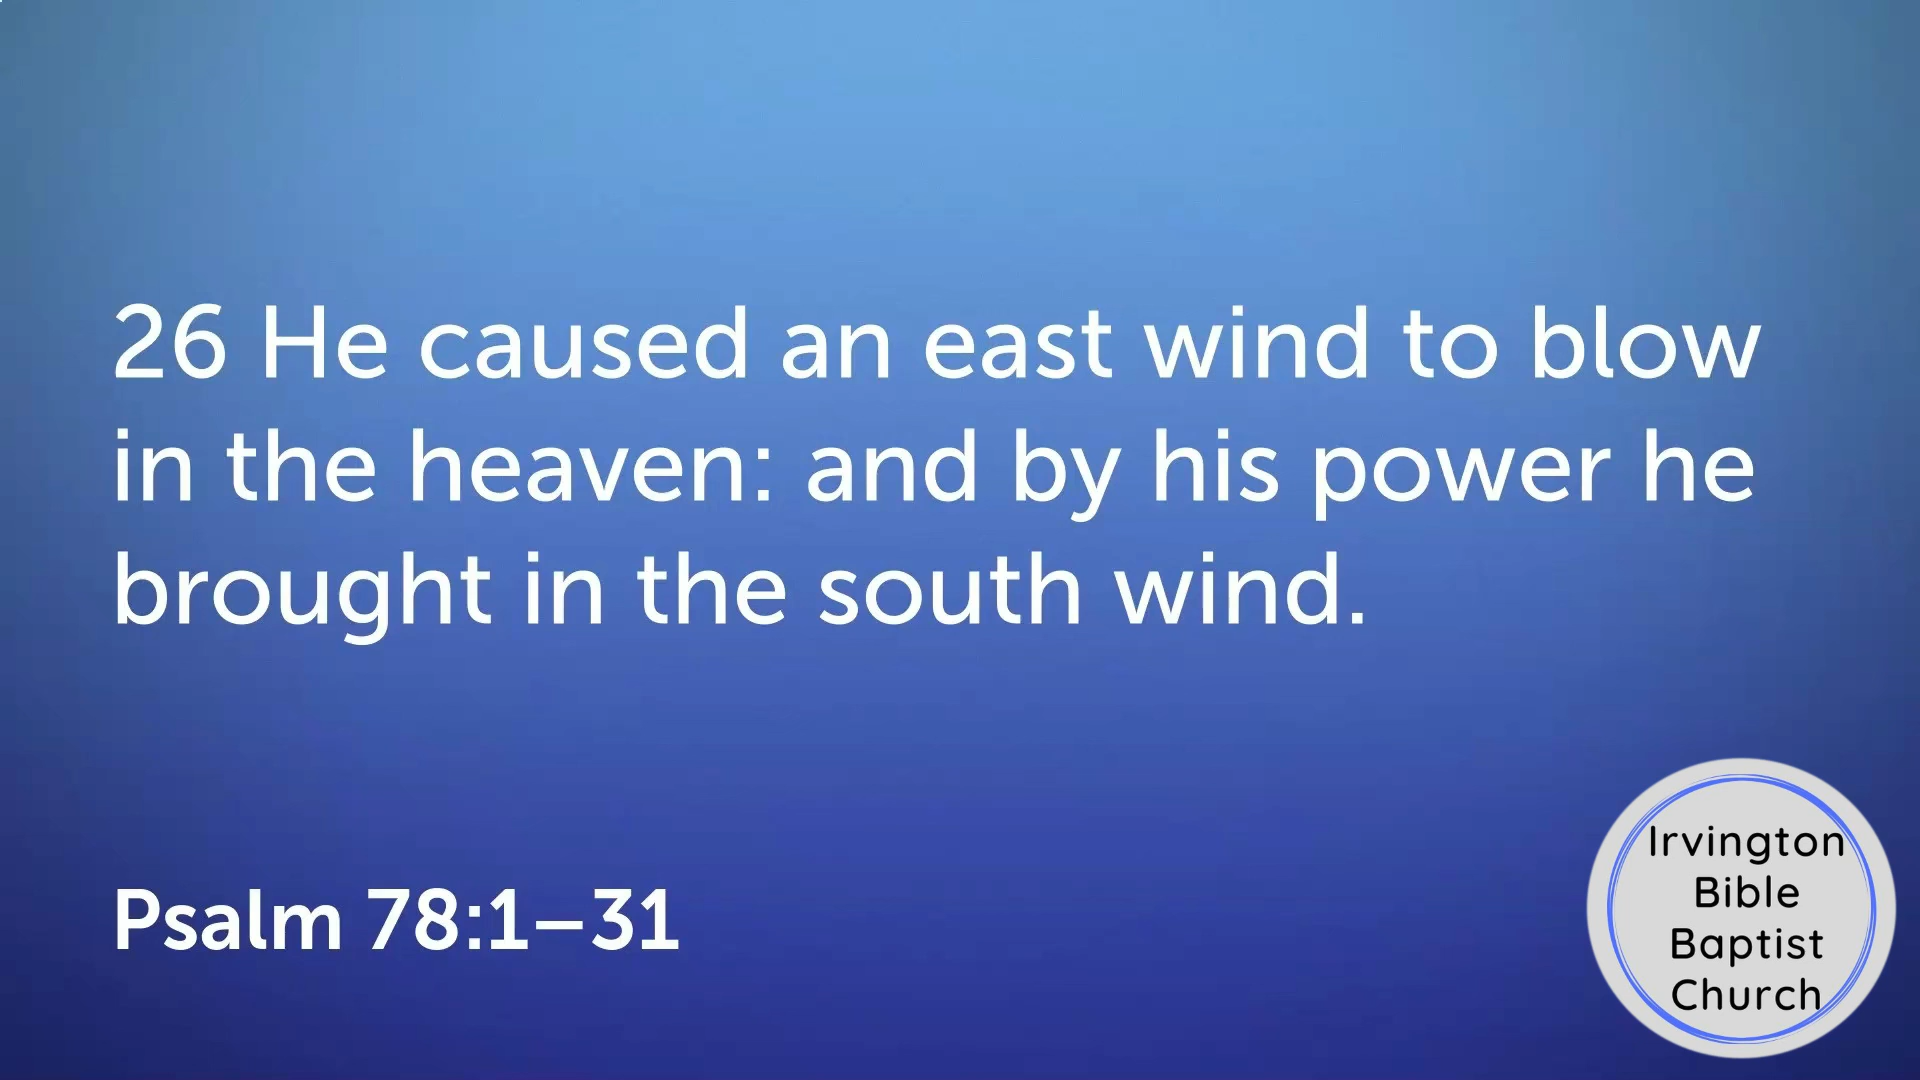 26 He caused an east wind to blow
in the heaven: and by his power he
brought in the south wind.
Psalm 78:1–31
Irvington
Bible
Baptist
Church